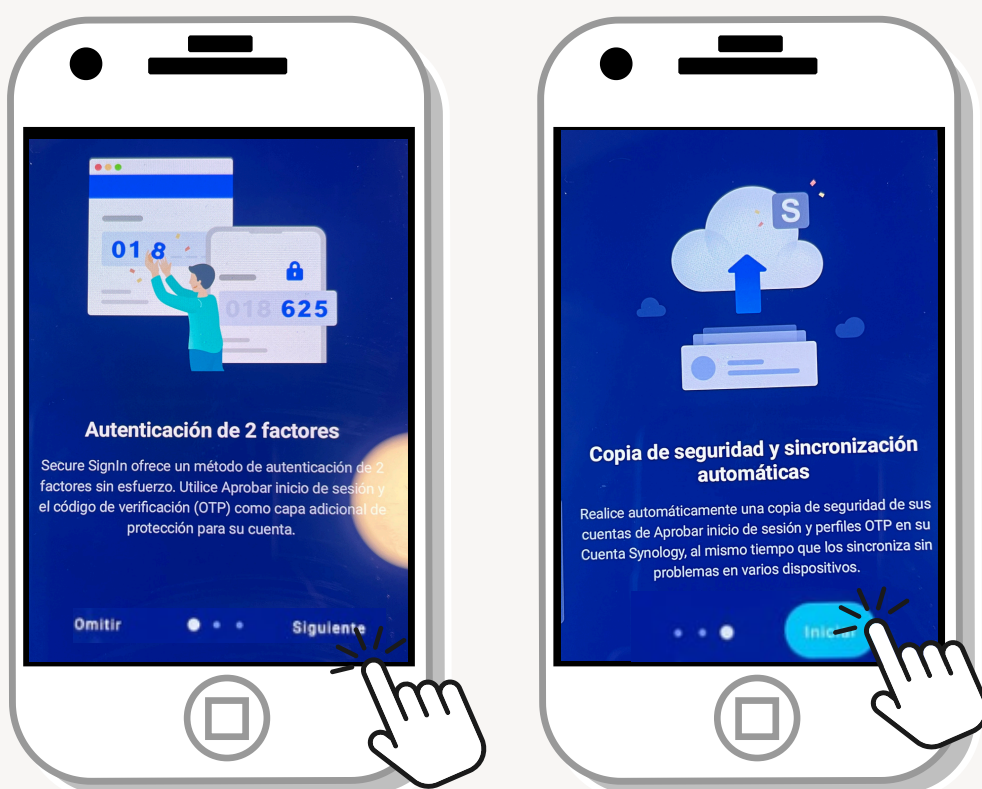 018
018 625
Autenticación de 2 factores
Secure SignIn ofrece un método de autenticación de 2
factores sin esfuerzo. Utilice Aprobar inicio de sesión y
el código de verificación (OTP) como capa adicional de
protección para su cuenta.
Omitir
Siguiente
S
Copia de seguridad y sincronización
automáticas
Realice automáticamente una copia de seguridad de sus
cuentas de Aprobar inicio de sesión y perfiles OTP en su
Cuenta Synology, al mismo tiempo que los sincroniza sin
problemas en varios dispositivos.
Iniciar